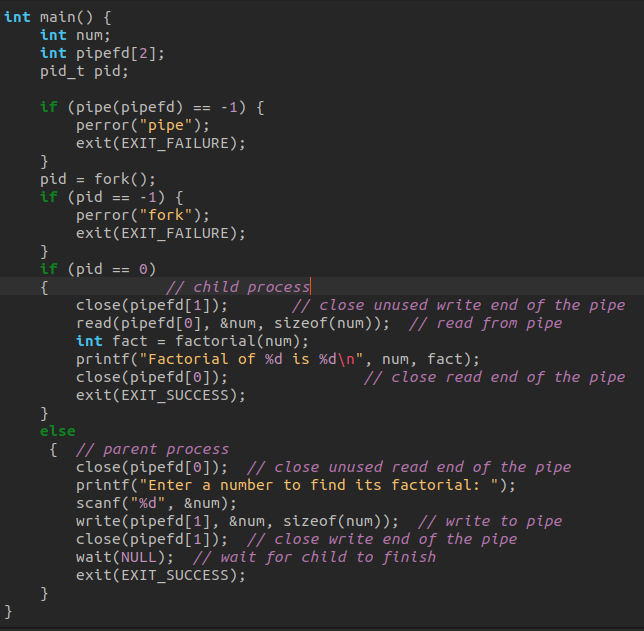 int main() {
    int num;
    int pipefd[2];
    pid_t pid;

    if (pipe(pipefd) == -1) {
        perror("pipe");
        exit(EXIT_FAILURE);
    }
    pid = fork();
    if (pid == -1) {
        perror("fork");
        exit(EXIT_FAILURE);
    }
    if (pid == 0)
    {             // child process
        close(pipefd[1]);       // close unused write end of the pipe
        read(pipefd[0], &num, sizeof(num));  // read from pipe
        int fact = factorial(num);
        printf("Factorial of %d is %d\n", num, fact);
        close(pipefd[0]);               // close read end of the pipe
        exit(EXIT_SUCCESS);
    }
    else
     {  // parent process
        close(pipefd[0]);  // close unused read end of the pipe
        printf("Enter a number to find its factorial: ");
        scanf("%d", &num);
        write(pipefd[1], &num, sizeof(num));  // write to pipe
        close(pipefd[1]);  // close write end of the pipe
        wait(NULL);  // wait for child to finish
        exit(EXIT_SUCCESS);
    }
}